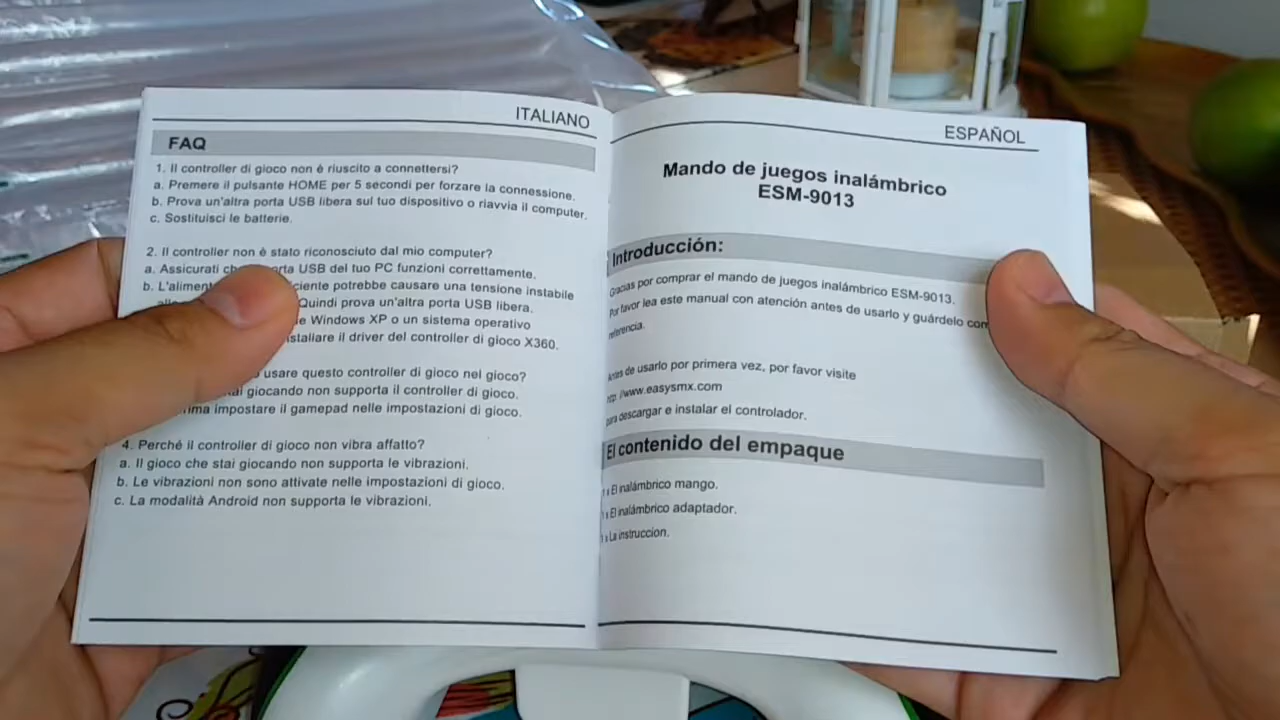 ITALIANO
FAQ
1. Il controller di gioco non è riuscito a connettersi?
a. Premere il pulsante HOME per 5 secondi per forzare la connessione.
b. Prova un'altra porta USB libera sul tuo dispositivo o riavvia il computer.
c. Sostituisci le batterie.
2. Il controller non è stato riconosciuto dal mio computer?
a. Assicurati USB del tuo PC funzioni correttamente.
b. potrebbe causare una tensione instabile
Quindi prova un'altra porta USB libera.
Windows XP o un sistema operativo
il driver del controller di gioco X360.
usare questo controller di gioco nel gioco?
giocando non supporta il controller di gioco.
impostare il gamepad nelle impostazioni di gioco.
4. Perché il controller di gioco non vibra affatto?
a. Il gioco che stai giocando non supporta le vibrazioni.
b. Le vibrazioni non sono attivate nelle impostazioni di gioco.
c. La modalità Android non supporta le vibrazioni.
ESPAÑOL
Mando de juegos inalámbrico
ESM-9013
Introducción:
Gracias por comprar el mando de juegos inalámbrico ESM-9013.
Por favor lea este manual con atención antes de usarlo y guárdelo
referencia.
Antes de usarlo por primera vez, por favor visite
http://www.easysmx.com
para descargar e instalar el controlador.
El contenido del empaque
1 x El inalámbrico mango.
1 x El inalámbrico adaptador.
1 x La instruccion.